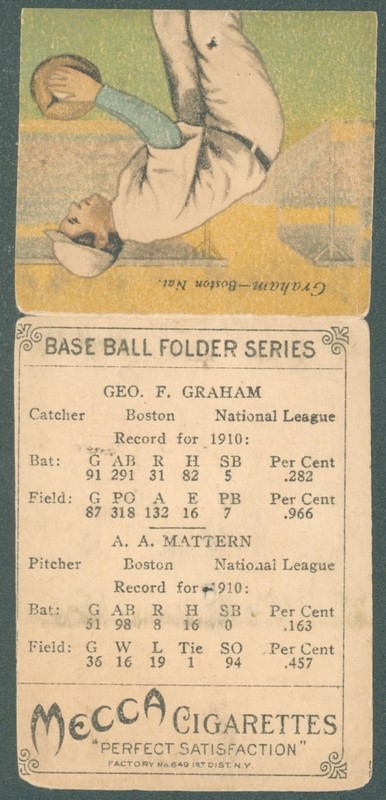 Graham—Boston Nat.
BASE BALL FOLDER SERIES
GEO. F. GRAHAM
Catcher Boston National League
Record for 1910:
Bat: G AB R H SB Per Cent
91 291 31 82 5 .282
Field: G PO A E PB Per Cent
87 318 132 16 7 .966
A. A. MATTERN
Pitcher Boston National League
Record for 1910:
Bat: G AB R H SB Per Cent
51 98 8 16 0 .163
Field: G W L Tie SO Per Cent
36 16 19 1 94 .457
MECCA CIGARETTES
"PERFECT SATISFACTION"
FACTORY No. 649 1ST DIST. N.Y.